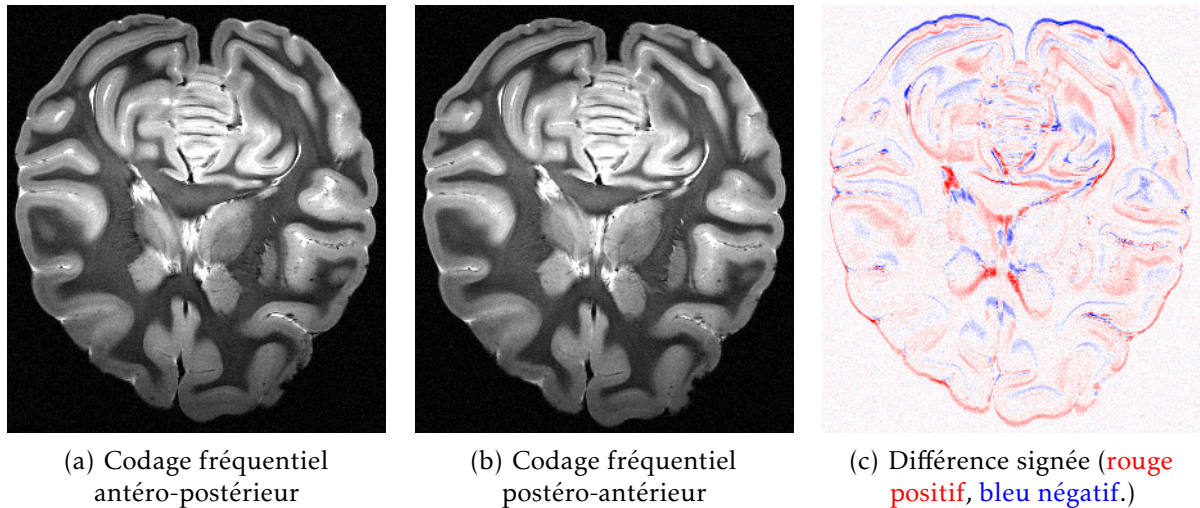 (a) Codage fréquentiel
antéro-postérieur
(b) Codage fréquentiel
postéro-antérieur
(c) Différence signée (rouge
positif, bleu négatif.)